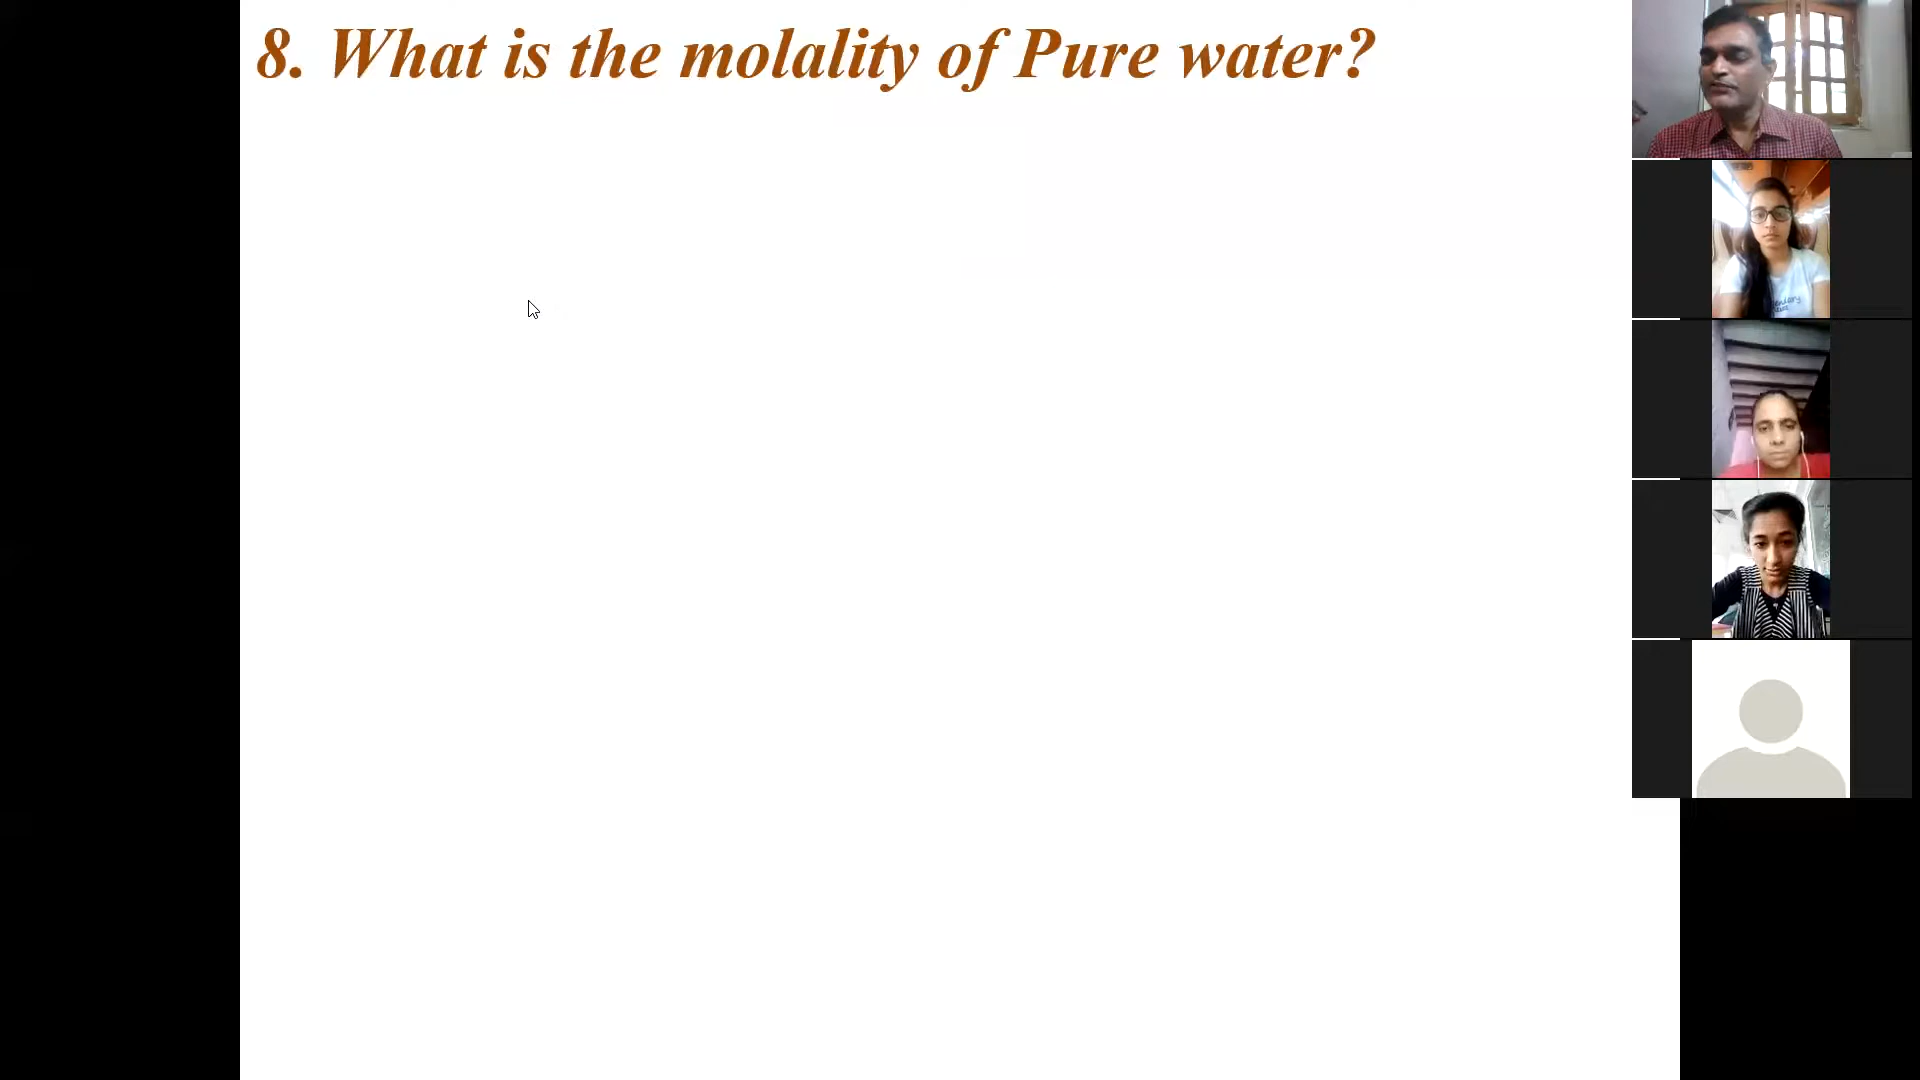 8. What is the molality of Pure water?